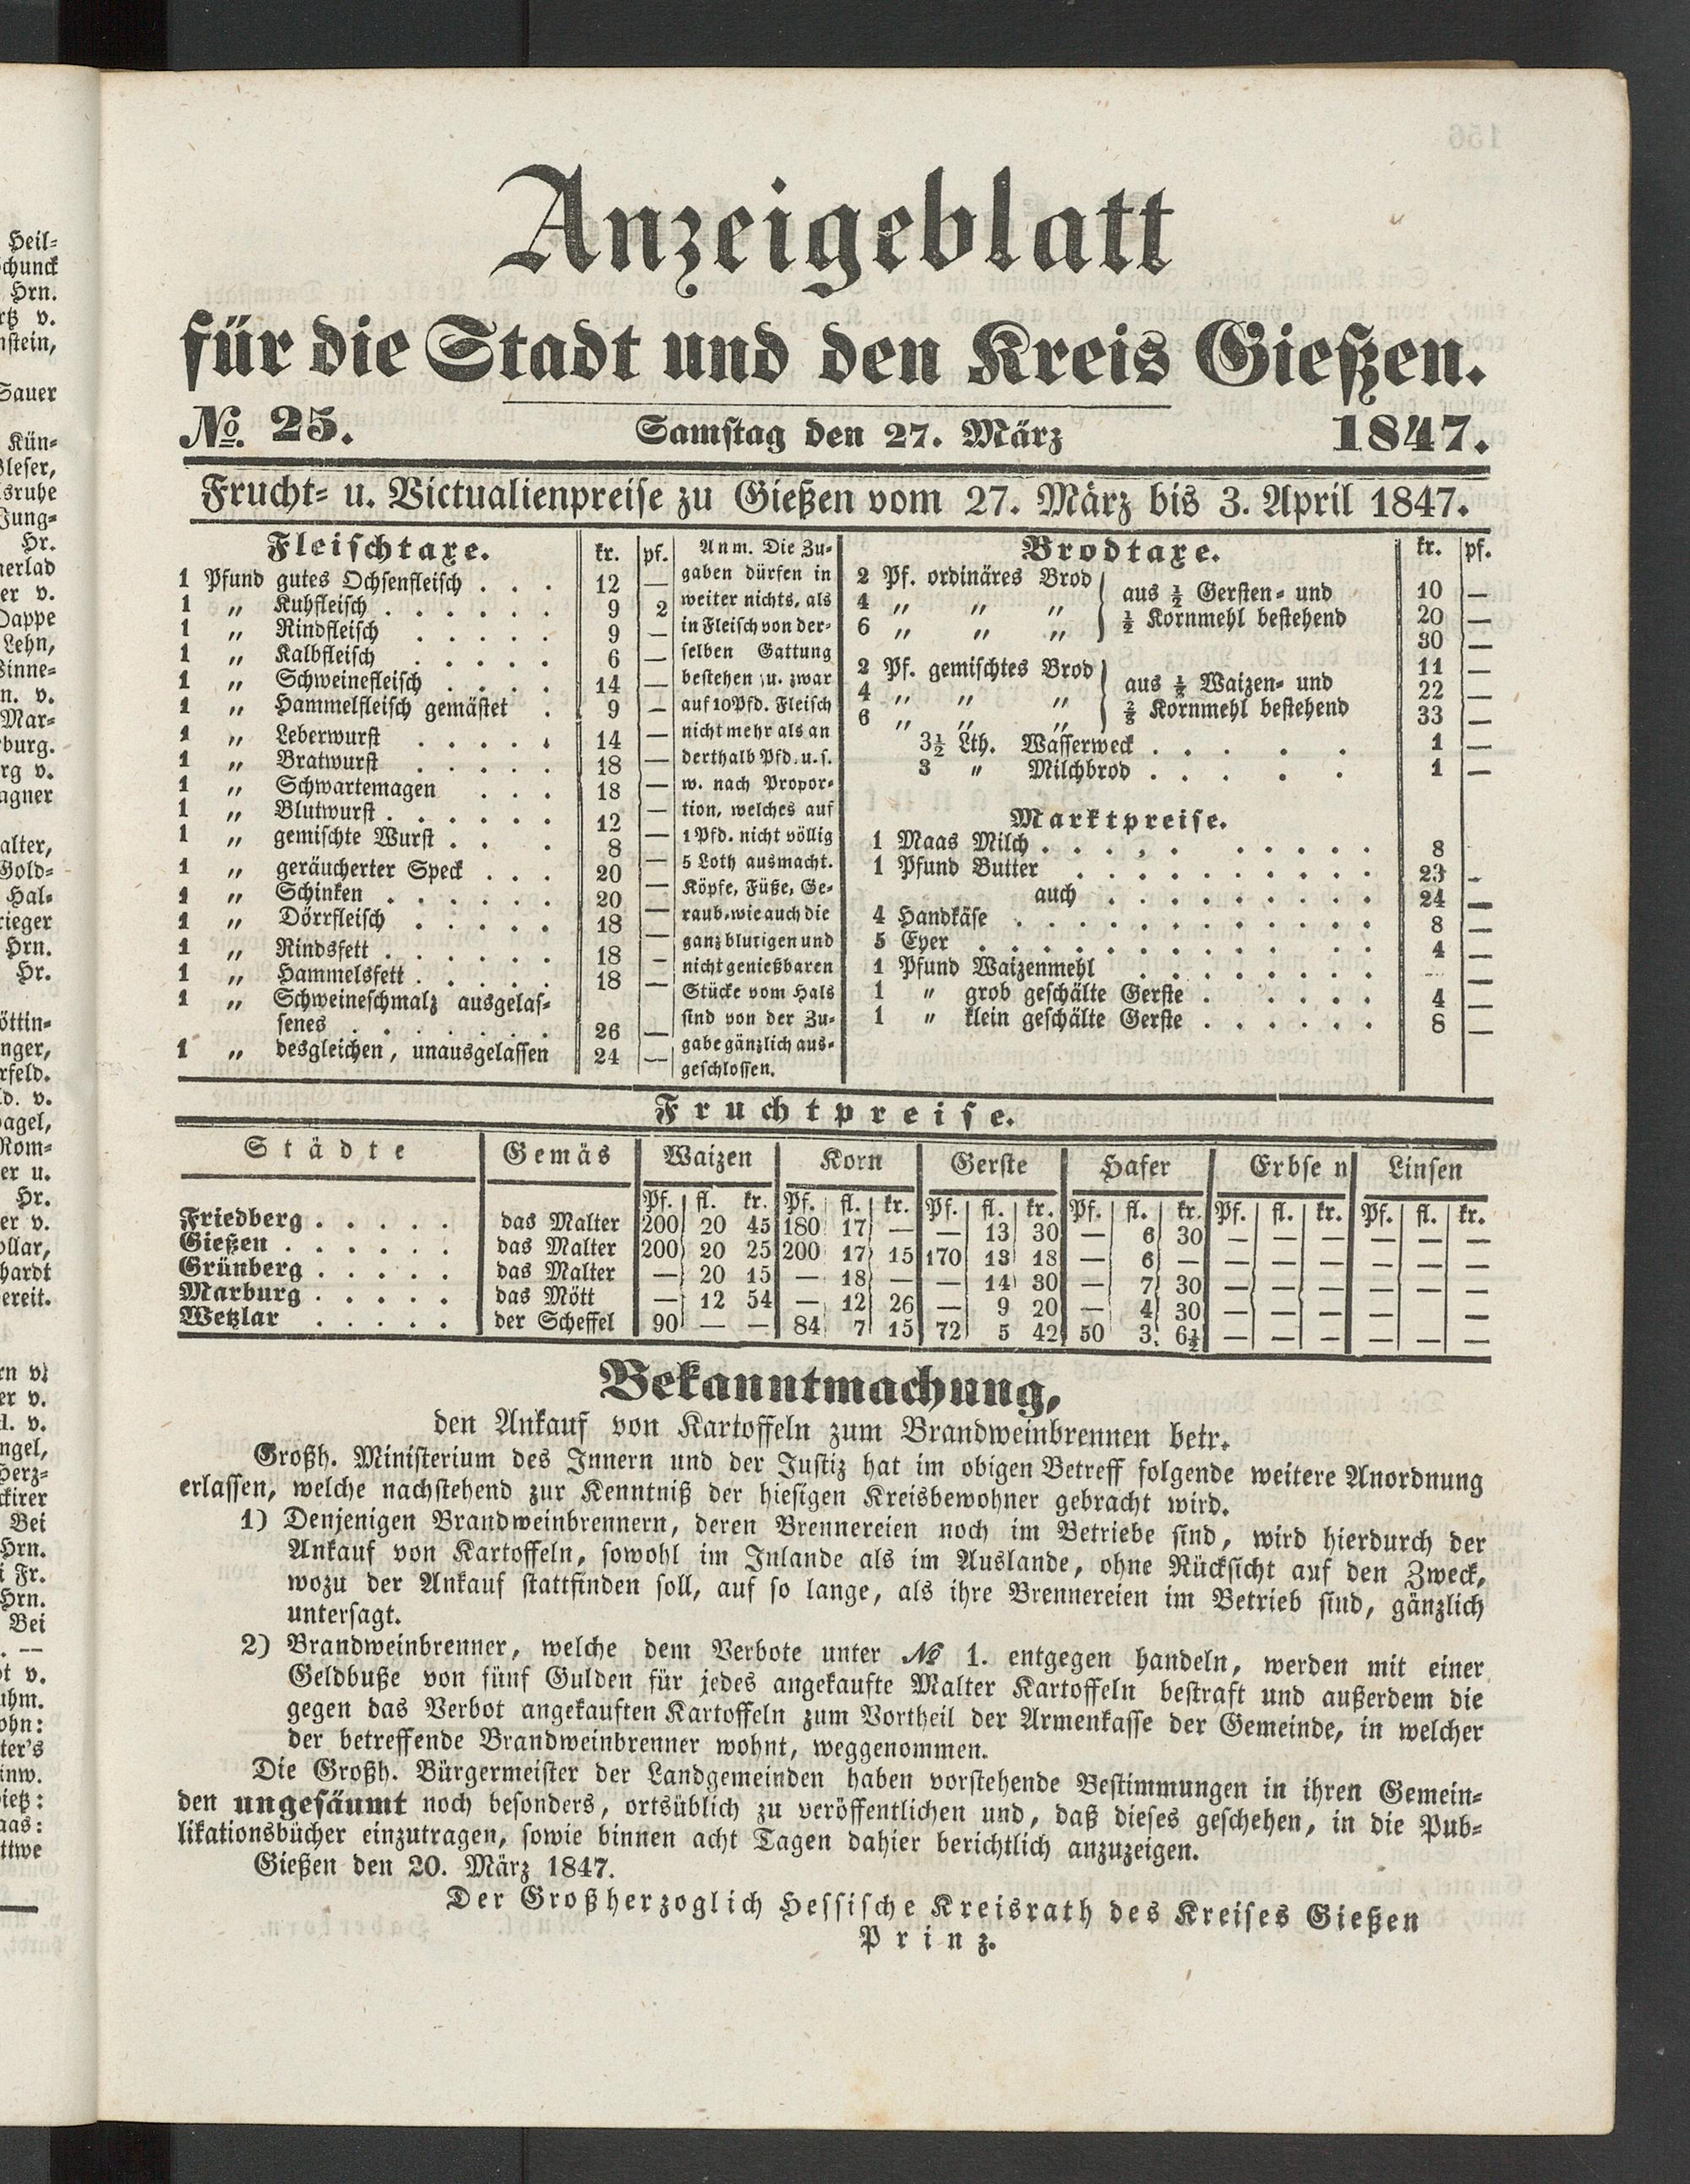 Anzeigeblatt
für die Stadt und den Kreis Gießen.
No. 25. Samstag den 27. März 1847.
Frucht- u. Victualienpreise zu Gießen vom 27. März bis 3. April 1847.
Fleischtaxe. kr. pf.
1 Pfund gutes Ochsenfleisch . . . 12 —
1 „ Kuhfleisch . . . . . . 9 2
1 „ Rindfleisch . . . . . 9 —
1 „ Kalbfleisch . . . . . 6 —
1 „ Schweinefleisch . . . . 14 —
1 „ Hammelfleisch gemästet . 9 —
1 „ Leberwurst . . . . . 14 —
1 „ Bratwurst . . . . . 18 —
1 „ Schwartemagen . . . 18 —
1 „ Blutwurst . . . . . . 12 —
1 „ gemischte Wurst . . . 8 —
1 „ geräucherter Speck . . . 20 —
1 „ Schinken . . . . . . 20 —
1 „ Dörrfleisch . . . . . 18 —
1 „ Rindsfett . . . . . . 18 —
1 „ Hammelsfett . . . . . 18 —
1 „ Schweineschmalz ausgelas-
senes . . . . . . . 26 —
1 „ desgleichen, unausgelassen 24 —
Anm. Die Zu-
gaben dürfen in
weiter nichts, als
in Fleisch von der-
selben Gattung
bestehen u. zwar
auf 10 Pfd. Fleisch
nicht mehr als an
derthalb Pfd. u. s.
w. nach Propor-
tion, welches auf
1 Pfd. nicht völlig
5 Loth ausmacht.
Köpfe, Füße, Ge-
raub, wie auch die
ganz blutigen und
nicht genießbaren
Stücke vom Hals
sind von der Zu-
gabe gänzlich aus-
geschlossen.
Brodtaxe. kr. pf.
2 Pf. ordinäres Brod aus ½ Gersten- und 10 —
4 „ „ „ ½ Kornmehl bestehend 20 —
6 „ „ „ 30 —
2 Pf. gemischtes Brod aus ⅓ Waizen- und 11 —
4 „ „ „ ⅔ Kornmehl bestehend 22 —
6 „ „ „ 33 —
3½ Lth. Wasserweck . . . . . 1 —
3 „ Milchbrod . . . . . 1 —
Marktpreise.
1 Maas Milch . . . . . . . . . . 8
1 Pfund Butter . . . . . . . . . . 23 -
auch . . . . . . . . . 24 —
4 Handkäse . . . . . . . . . . . . 8 —
5 Eyer . . . . . . . . . . . . . 4 —
1 Pfund Waizenmehl . . . . . . . . — —
1 „ grob geschälte Gerste . . . . . 4 —
1 „ klein geschälte Gerste . . . . . . 8 —
Fruchtpreise.
Städte Gemäs Waizen Korn Gerste Hafer Erbsen Linsen
Pf. fl. kr. Pf. fl. kr. Pf. fl. kr. Pf. fl. kr. Pf. fl. kr. Pf. fl. kr.
Friedberg . . . . . das Malter 200 20 45 180 17 — — 13 30 — 6 30 — — — — — —
Gießen . . . . . . das Malter 200 20 25 200 17 15 170 13 18 — 6 — — — — — — —
Grünberg . . . . . das Malter — 20 15 — 18 — — 14 30 — 7 30 — — — — — —
Marburg . . . . . das Mött — 12 54 — 12 26 — 9 20 — 4 30 — — — — — —
Wetzlar . . . . . der Scheffel 90 — — 84 7 15 72 5 42 50 3 6½ — — — — — —
Bekanntmachung,
den Ankauf von Kartoffeln zum Brandweinbrennen betr.
Großh. Ministerium des Innern und der Justiz hat im obigen Betreff folgende weitere Anordnung
erlassen, welche nachstehend zur Kenntniß der hiesigen Kreisbewohner gebracht wird.
1) Denjenigen Brandweinbrennern, deren Brennereien noch im Betriebe sind, wird hierdurch der
Ankauf von Kartoffeln, sowohl im Inlande als im Auslande, ohne Rücksicht auf den Zweck,
wozu der Ankauf stattfinden soll, auf so lange, als ihre Brennereien im Betrieb sind, gänzlich
untersagt.
2) Brandweinbrenner, welche dem Verbote unter No 1. entgegen handeln, werden mit einer
Geldbuße von fünf Gulden für jedes angekaufte Malter Kartoffeln bestraft und außerdem die
gegen das Verbot angekauften Kartoffeln zum Vortheil der Armenkasse der Gemeinde, in welcher
der betreffende Brandweinbrenner wohnt, weggenommen.
Die Großh. Bürgermeister der Landgemeinden haben vorstehende Bestimmungen in ihren Gemein-
den ungesäumt noch besonders, ortsüblich zu veröffentlichen und, daß dieses geschehen, in die Pub-
likationsbücher einzutragen, sowie binnen acht Tagen dahier berichtlich anzuzeigen.
Gießen den 20. März 1847.
Der Großherzoglich Hessische Kreisrath des Kreises Gießen
Prinz.